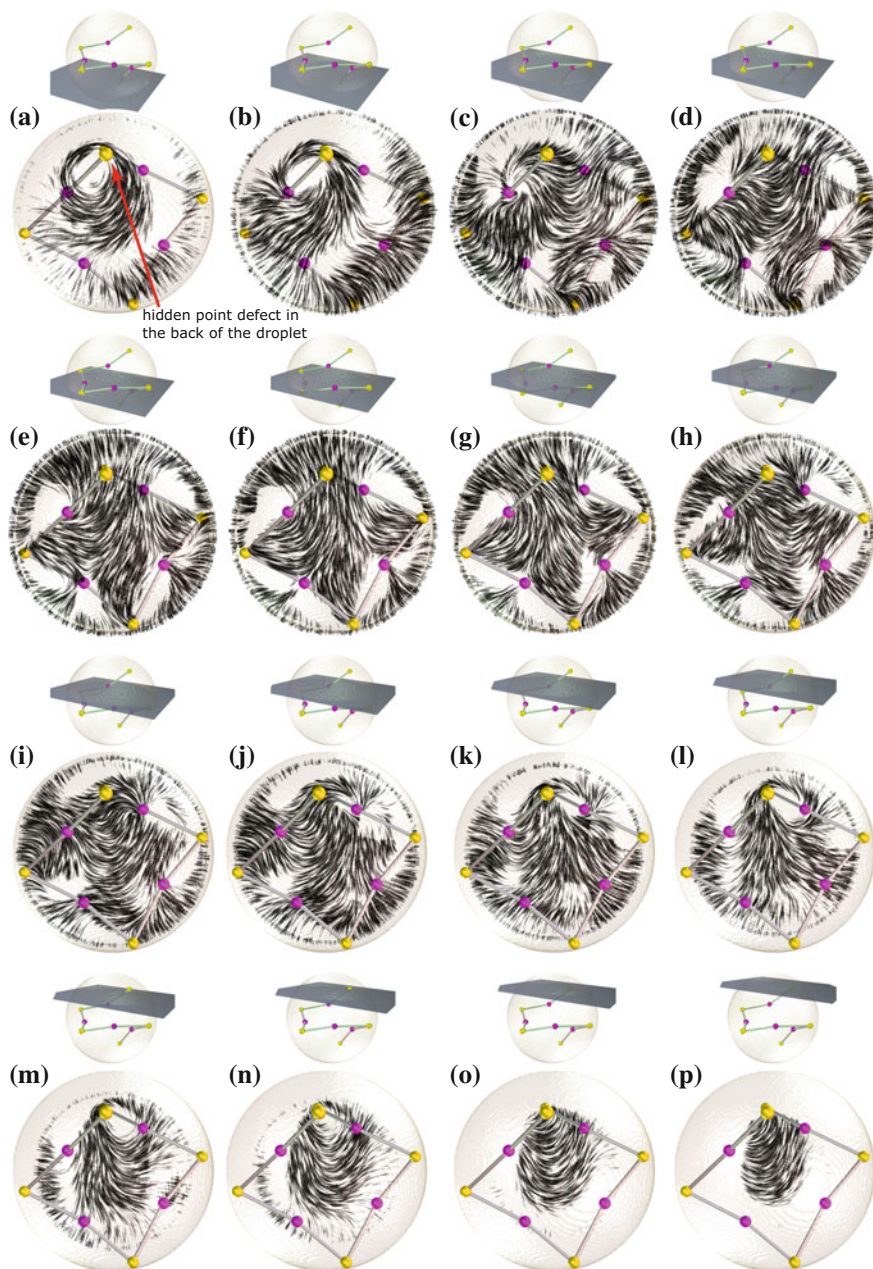 (a) (b) (c) (d)
hidden point defect in
the back of the droplet
(e) (f) (g) (h)
(i) (j) (k) (l)
(m) (n) (o) (p)